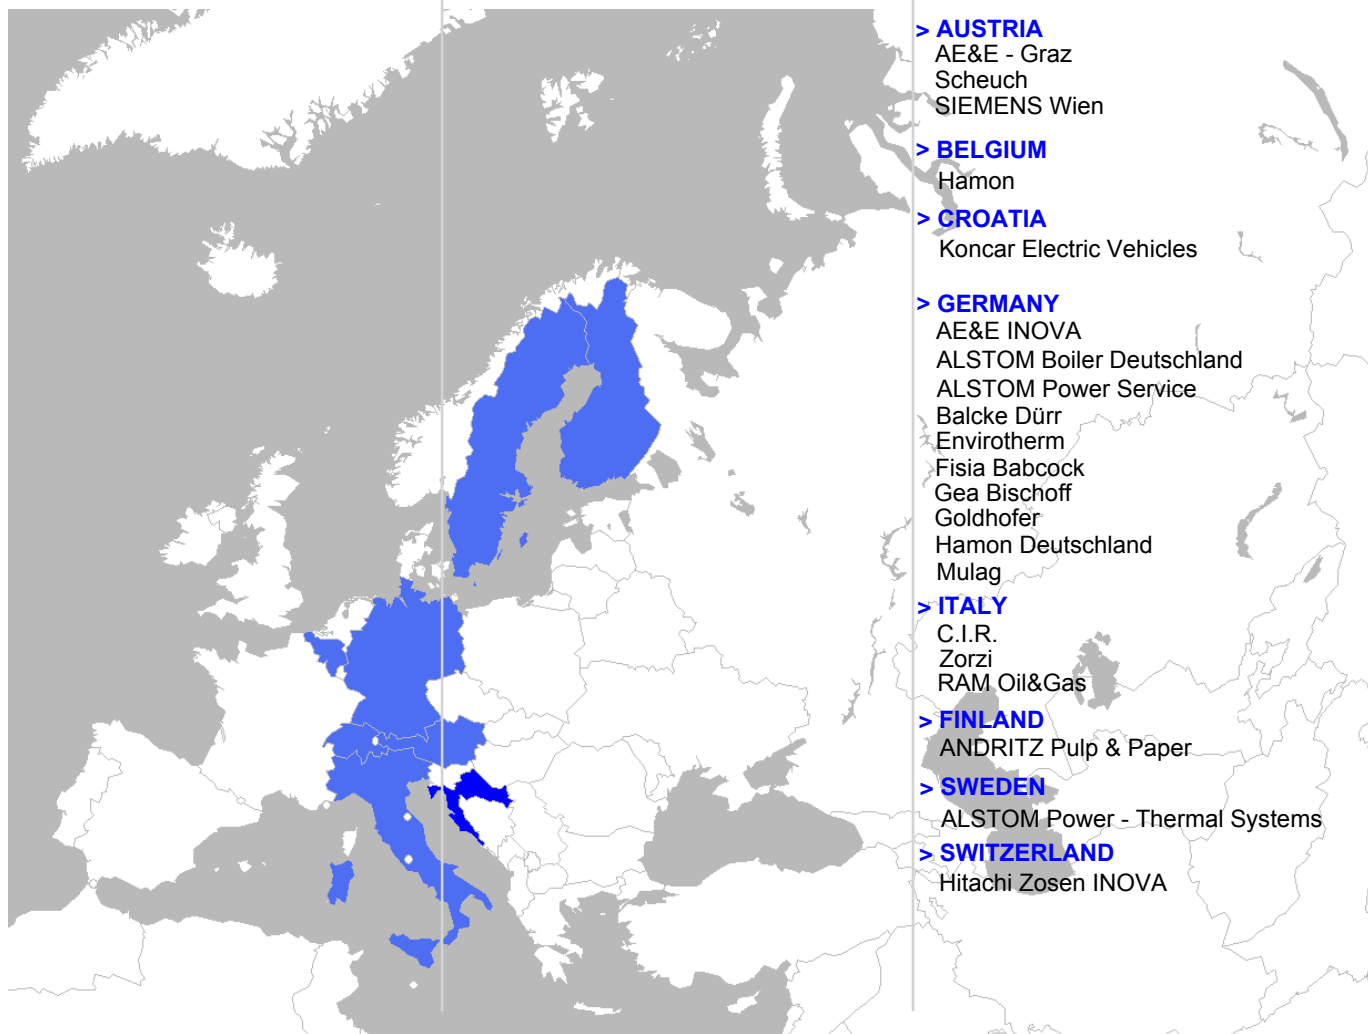 > AUSTRIA
AE&E - Graz
Scheuch
SIEMENS Wien
> BELGIUM
Hamon
> CROATIA
Koncar Electric Vehicles
> GERMANY
AE&E INOVA
ALSTOM Boiler Deutschland
ALSTOM Power Service
Balcke Dürr
Envirotherm
Fisia Babcock
Gea Bischoff
Goldhofer
Hamon Deutschland
Mulag
> ITALY
C.I.R.
Zorzi
RAM Oil&Gas
> FINLAND
ANDRITZ Pulp & Paper
> SWEDEN
ALSTOM Power - Thermal Systems
> SWITZERLAND
Hitachi Zosen INOVA